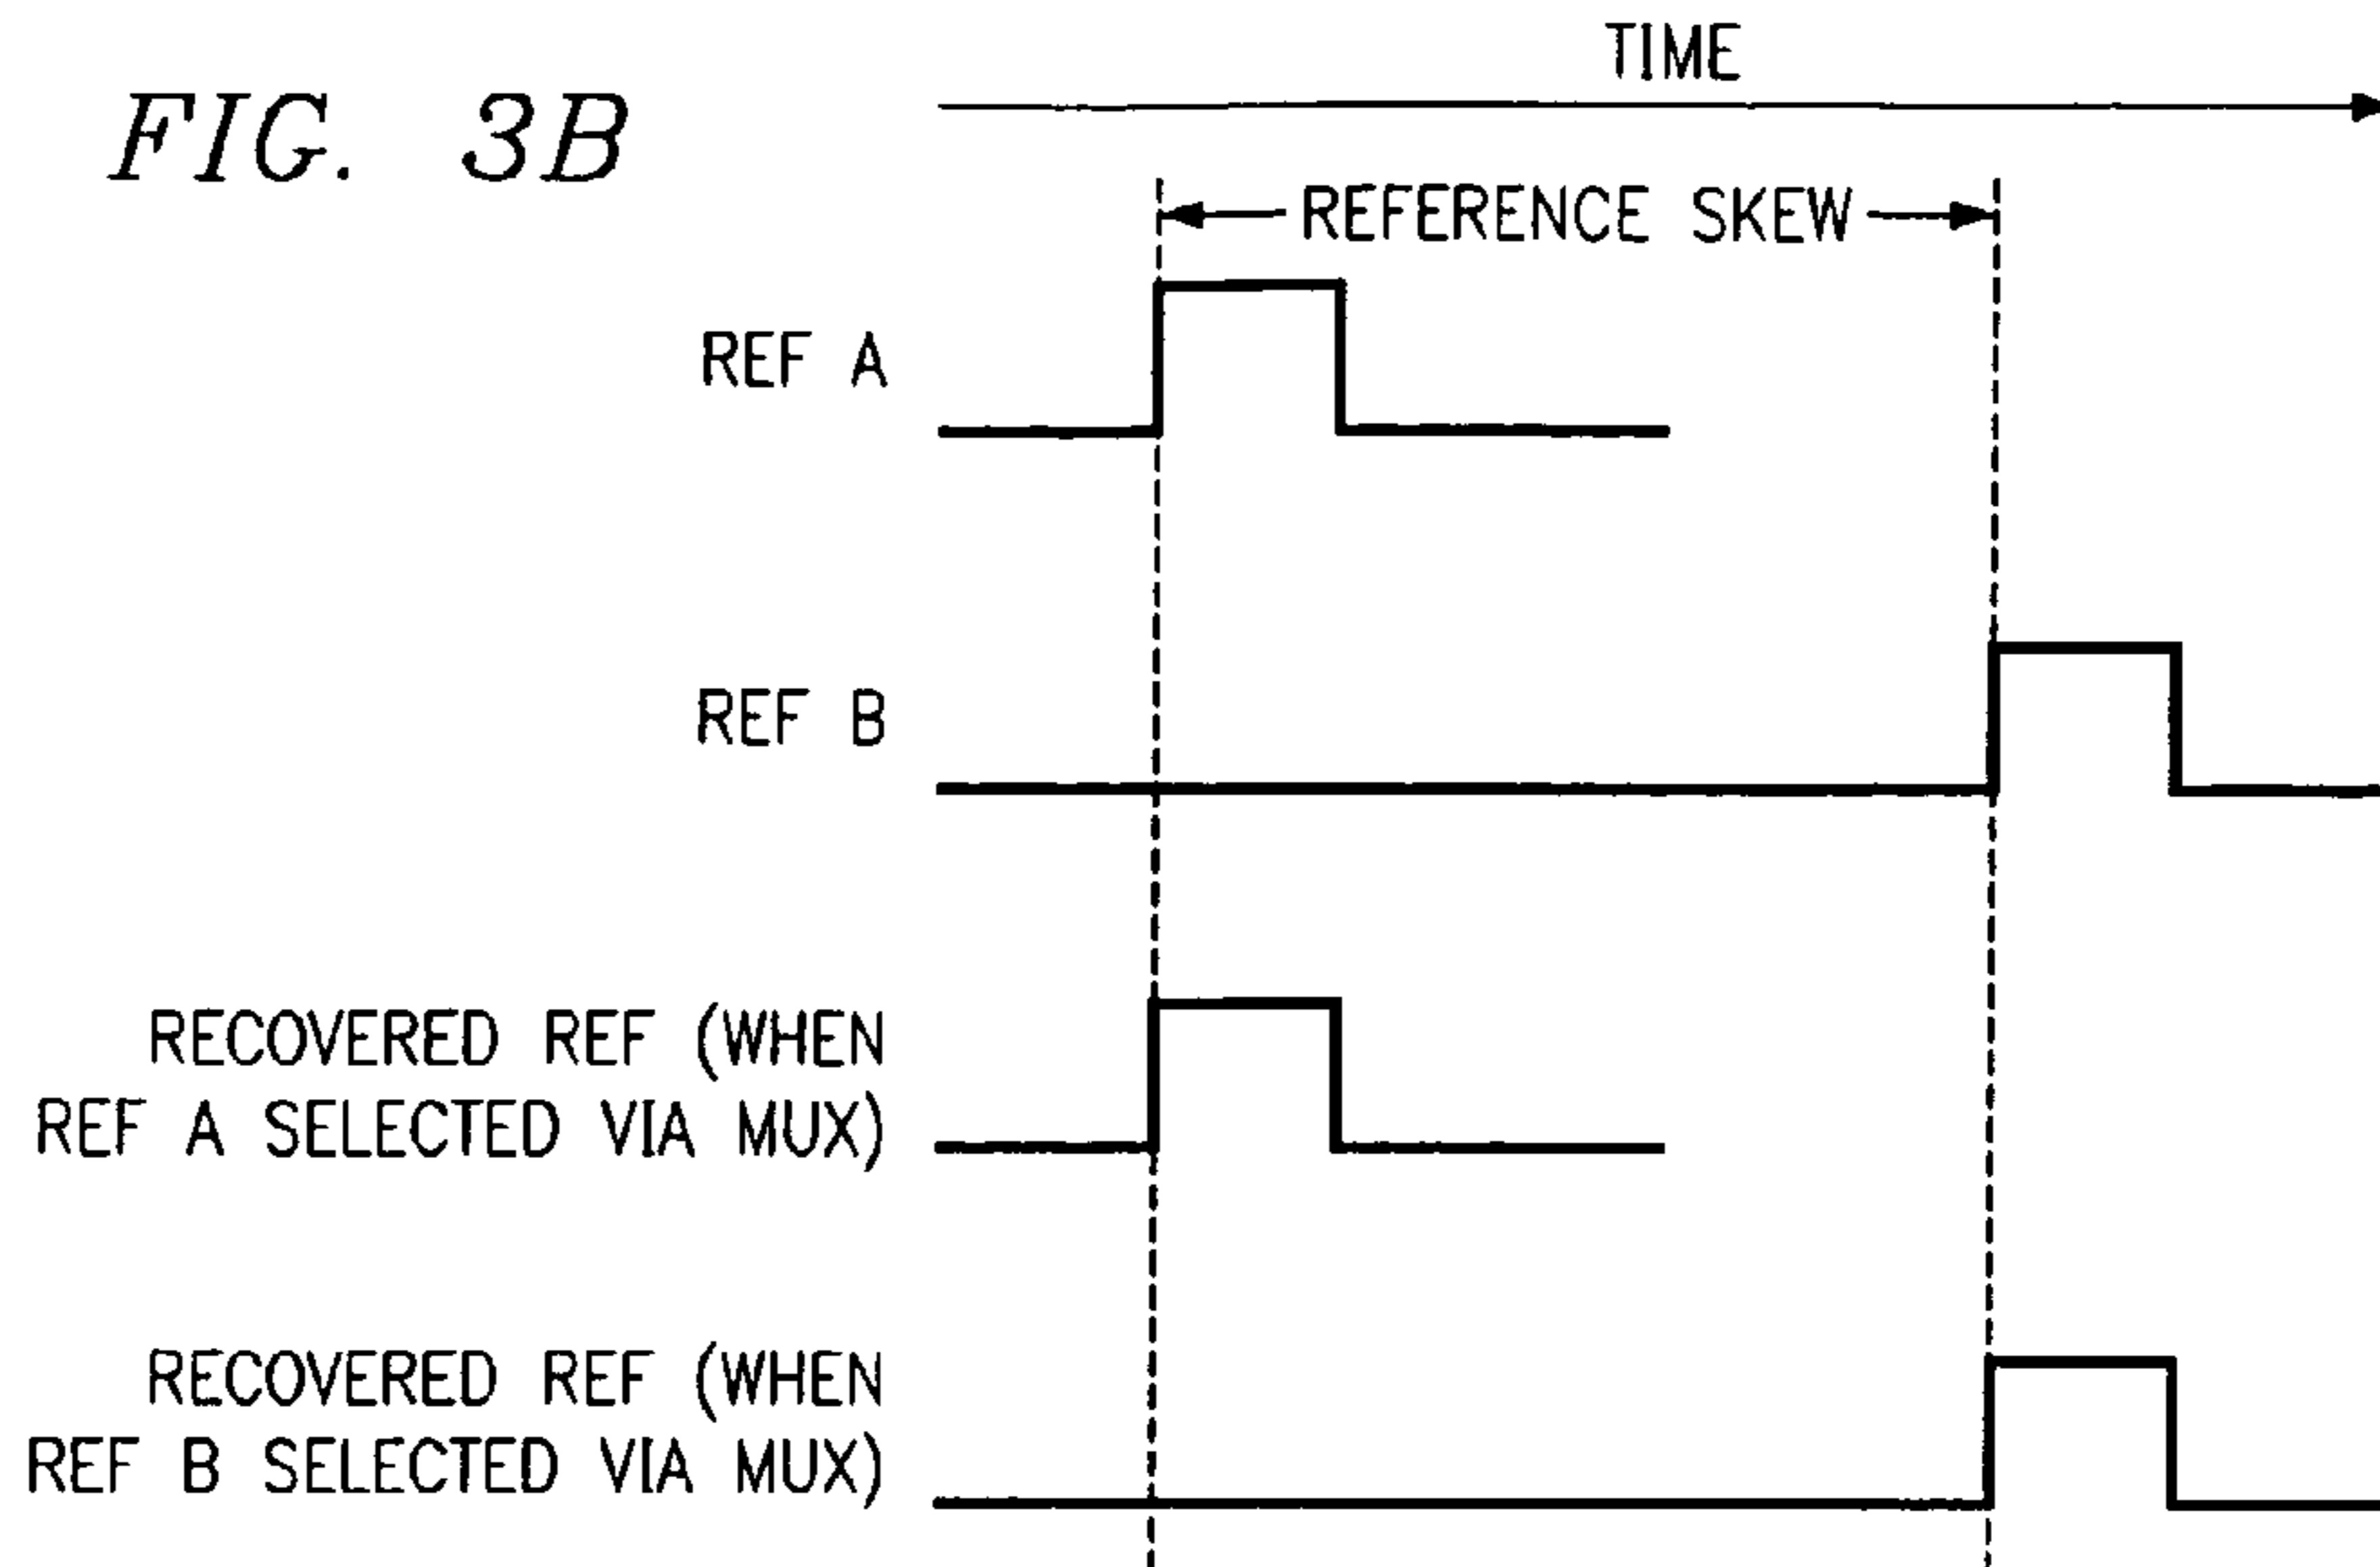 FIG. 3B
TIME
REFERENCE SKEW
REF A
REF B
RECOVERED REF (WHEN
REF A SELECTED VIA MUX)
RECOVERED REF (WHEN
REF B SELECTED VIA MUX)